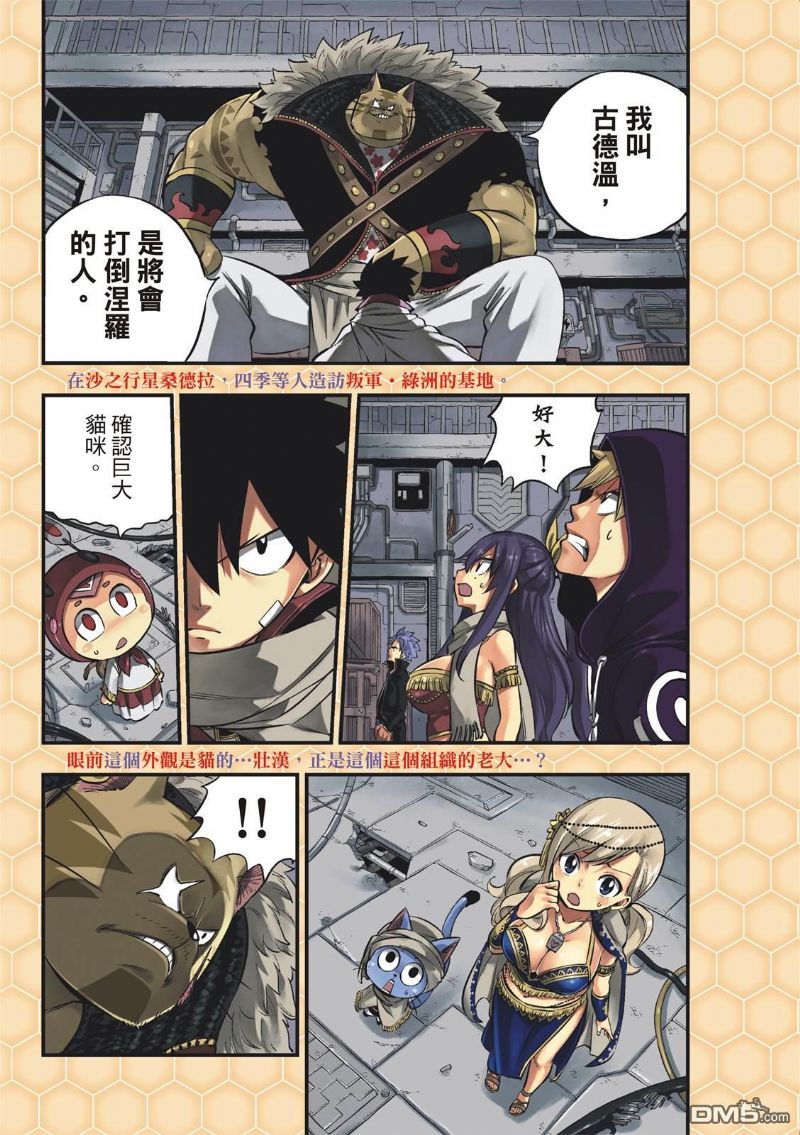 我叫
古德溫，
是將會
打倒涅羅
的人。
在沙之行星桑德拉，四季等人造訪叛軍・綠洲的基地。
好大！
確認巨大
貓咪。
眼前這個外觀是貓的…壯漢，正是這個這個組織的老大…？
!!
DM5.com